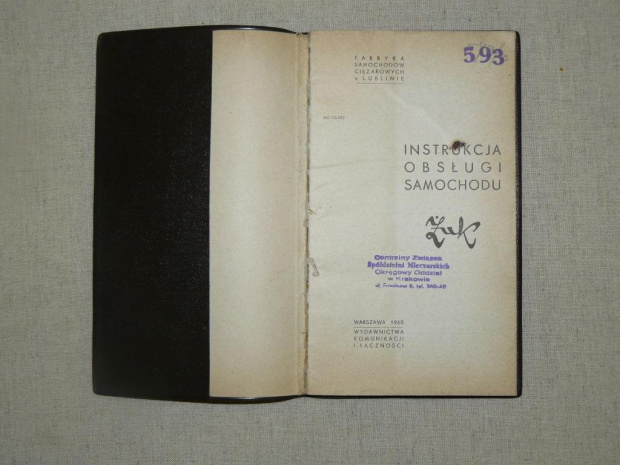 593
FABRYKA
SAMOCHODÓW
CIĘŻAROWYCH
w LUBLINIE
INSTRUKCJA
OBSŁUGI
SAMOCHODU
Żuk
Centralny Związek
Spółdzielni Mleczarskich
Okręgowy Oddział
w Krakowie
WARSZAWA 1960
WYDAWNICTWA
KOMUNIKACJI
I ŁĄCZNOŚCI